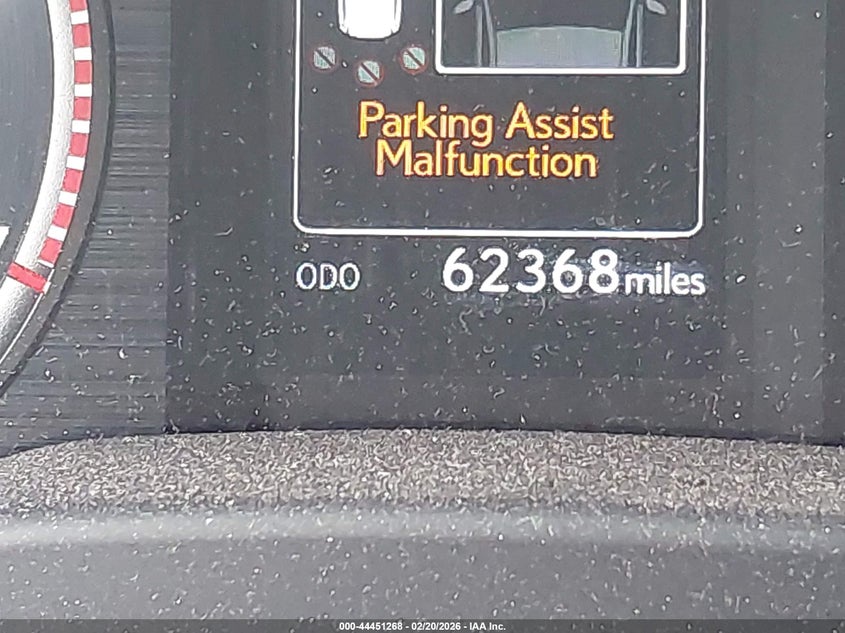 Parking Assist
Malfunction
ODO 62368 miles
000-44451268 - 02/20/2026 - IAA Inc.